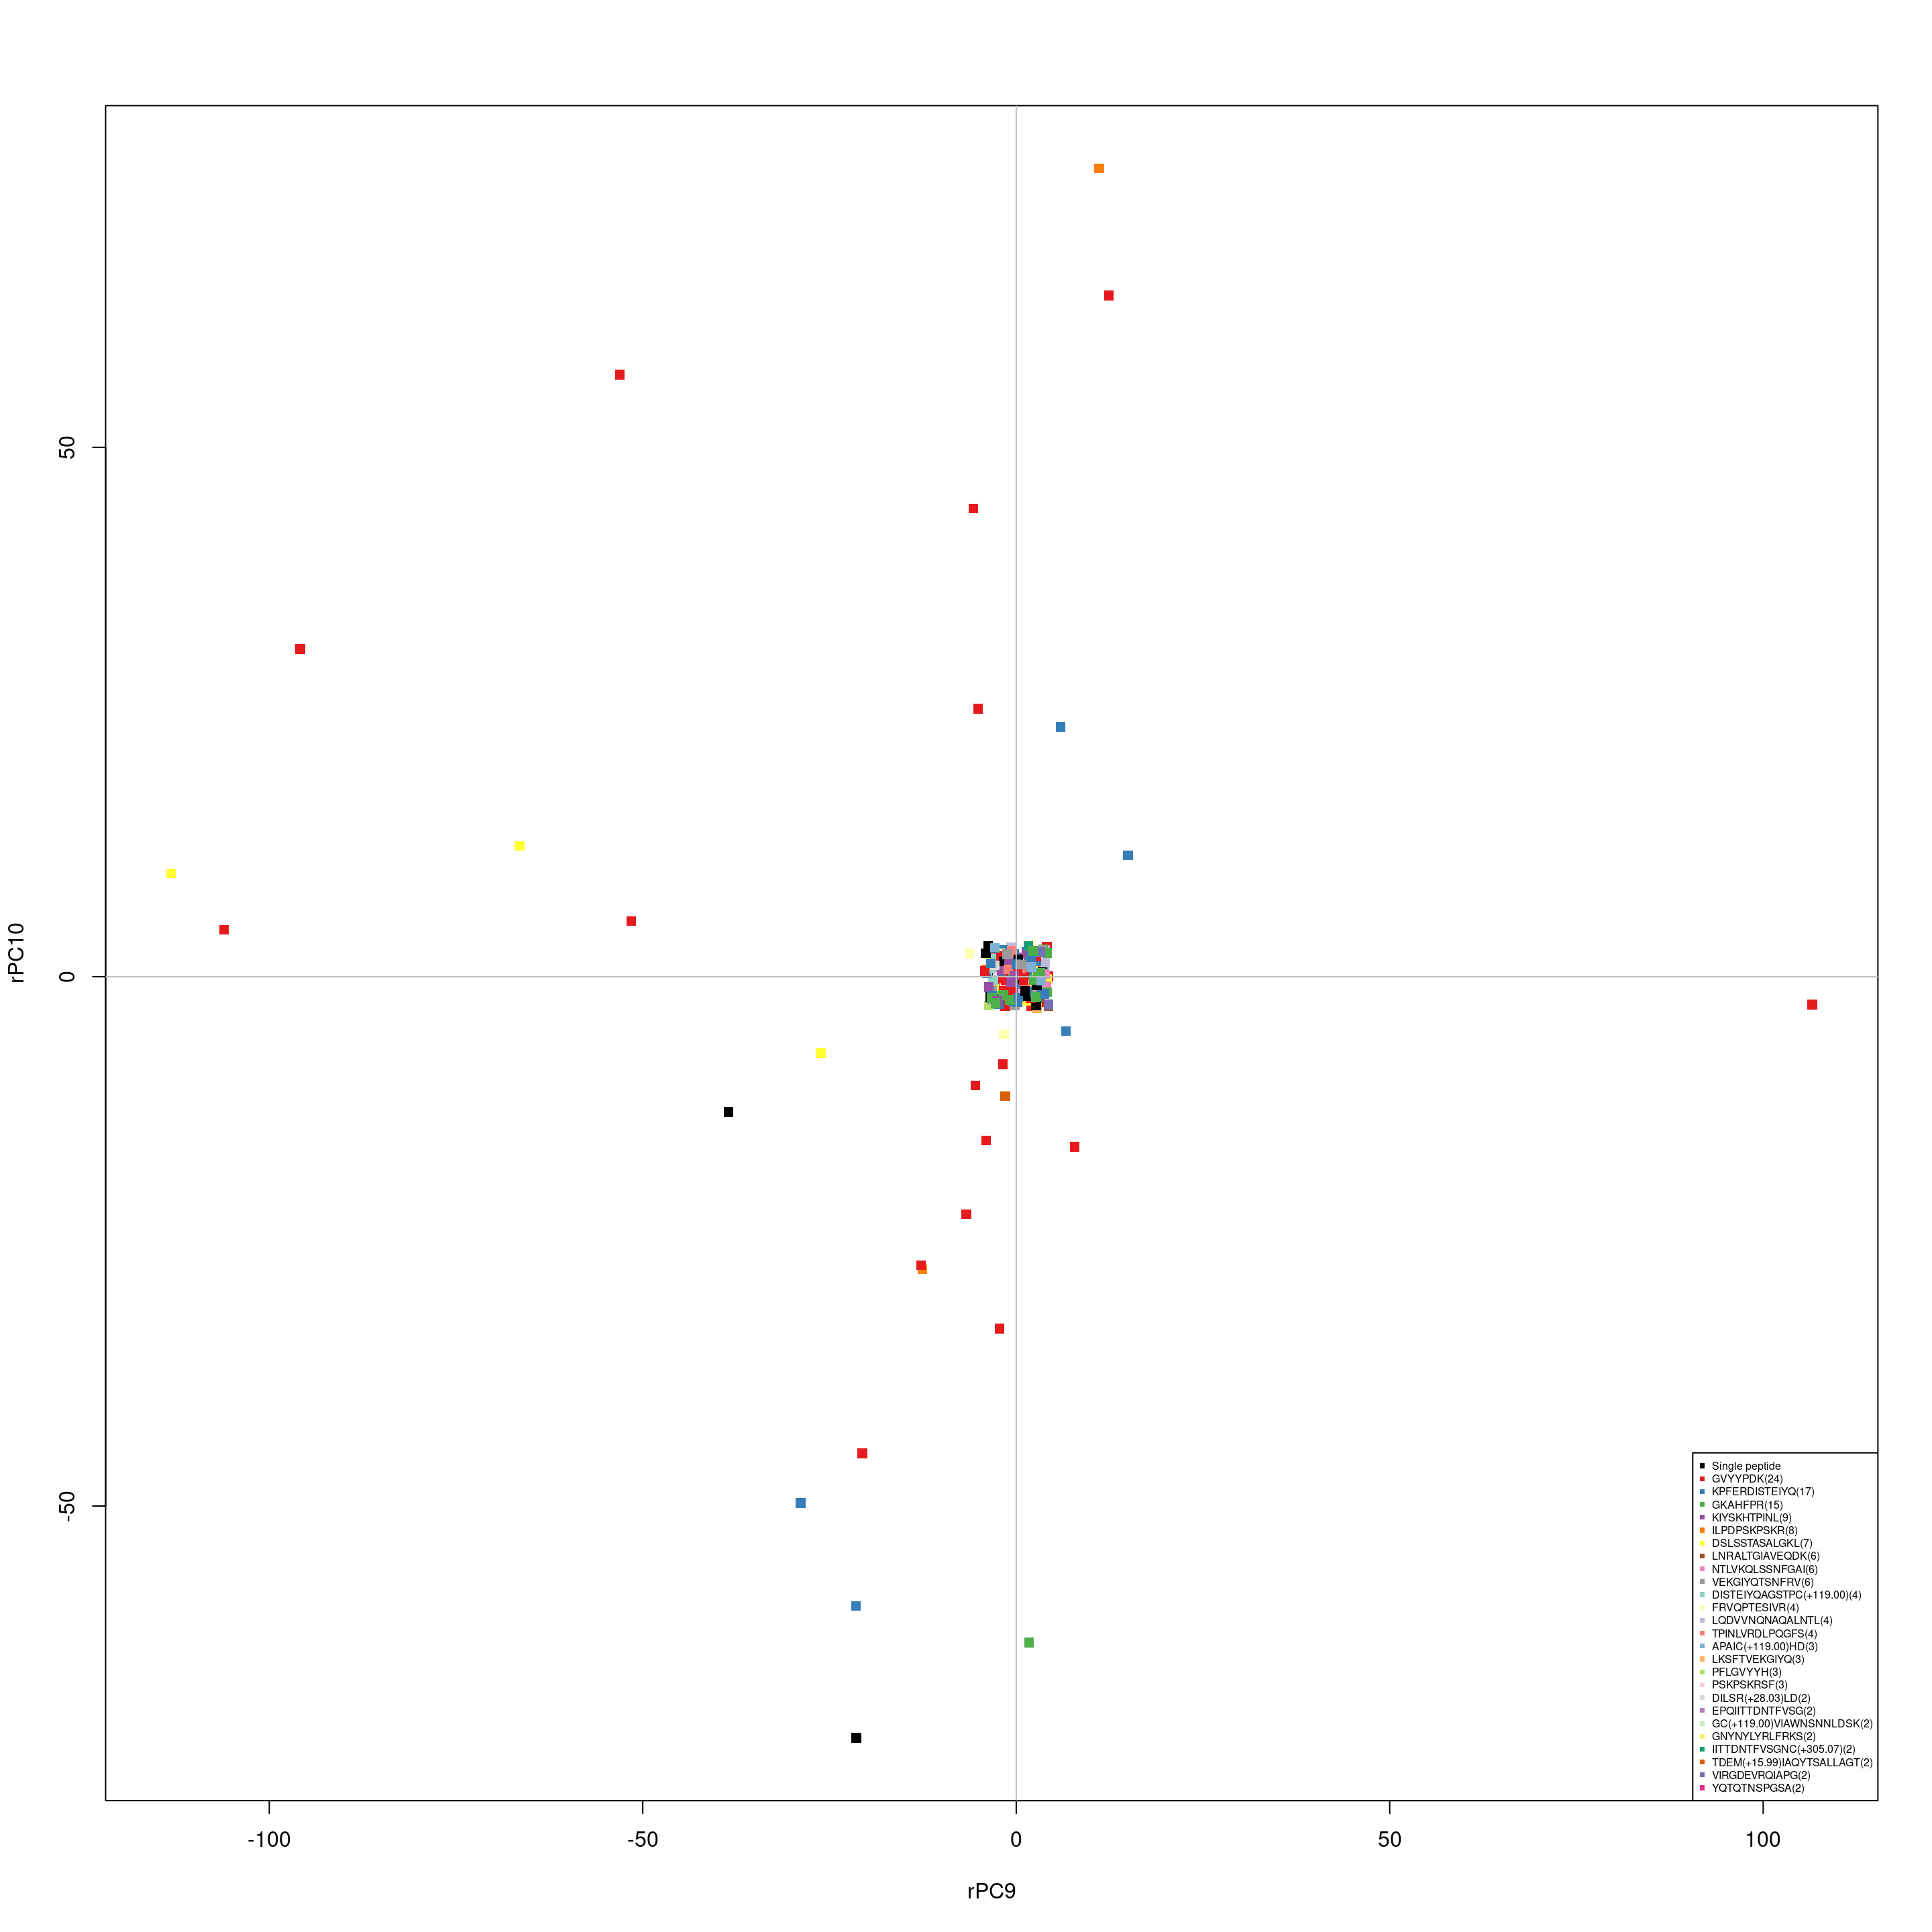 50
0
-50
rPC10
Single peptide
GVYYPDK(24)
KPFERDISTEIYQ(17)
GKAHFPR(15)
KIYSKHTPINL(9)
ILPDPSKPSKR(8)
DSLSSTASALGKL(7)
LNRALTGIAVEQDK(6)
NTLVKQLSSNFGAI(6)
VEKGIYQTSNFRV(6)
DISTEIYQAGSTPC(+119.00)(4)
FRVQPTESIVR(4)
LQDVVNQNAQALNTL(4)
TPINLVRDLPQGFS(4)
APAIC(+119.00)HD(3)
LKSFTVEKGIYQ(3)
PFLGVYYH(3)
PSKPSKRSF(3)
DILSR(+28.03)LD(2)
EPQIITTDNTFVSG(2)
GC(+119.00)VIAWNSNNLDSK(2)
GNYNYLYRLFRKS(2)
IITTDNTFVSGNC(+305.07)(2)
TDEM(+15.99)IAQYTSALLAGT(2)
VIRGDEVRQIAPG(2)
YQTQTNSPGSA(2)
-100 -50 0 50 100
rPC9